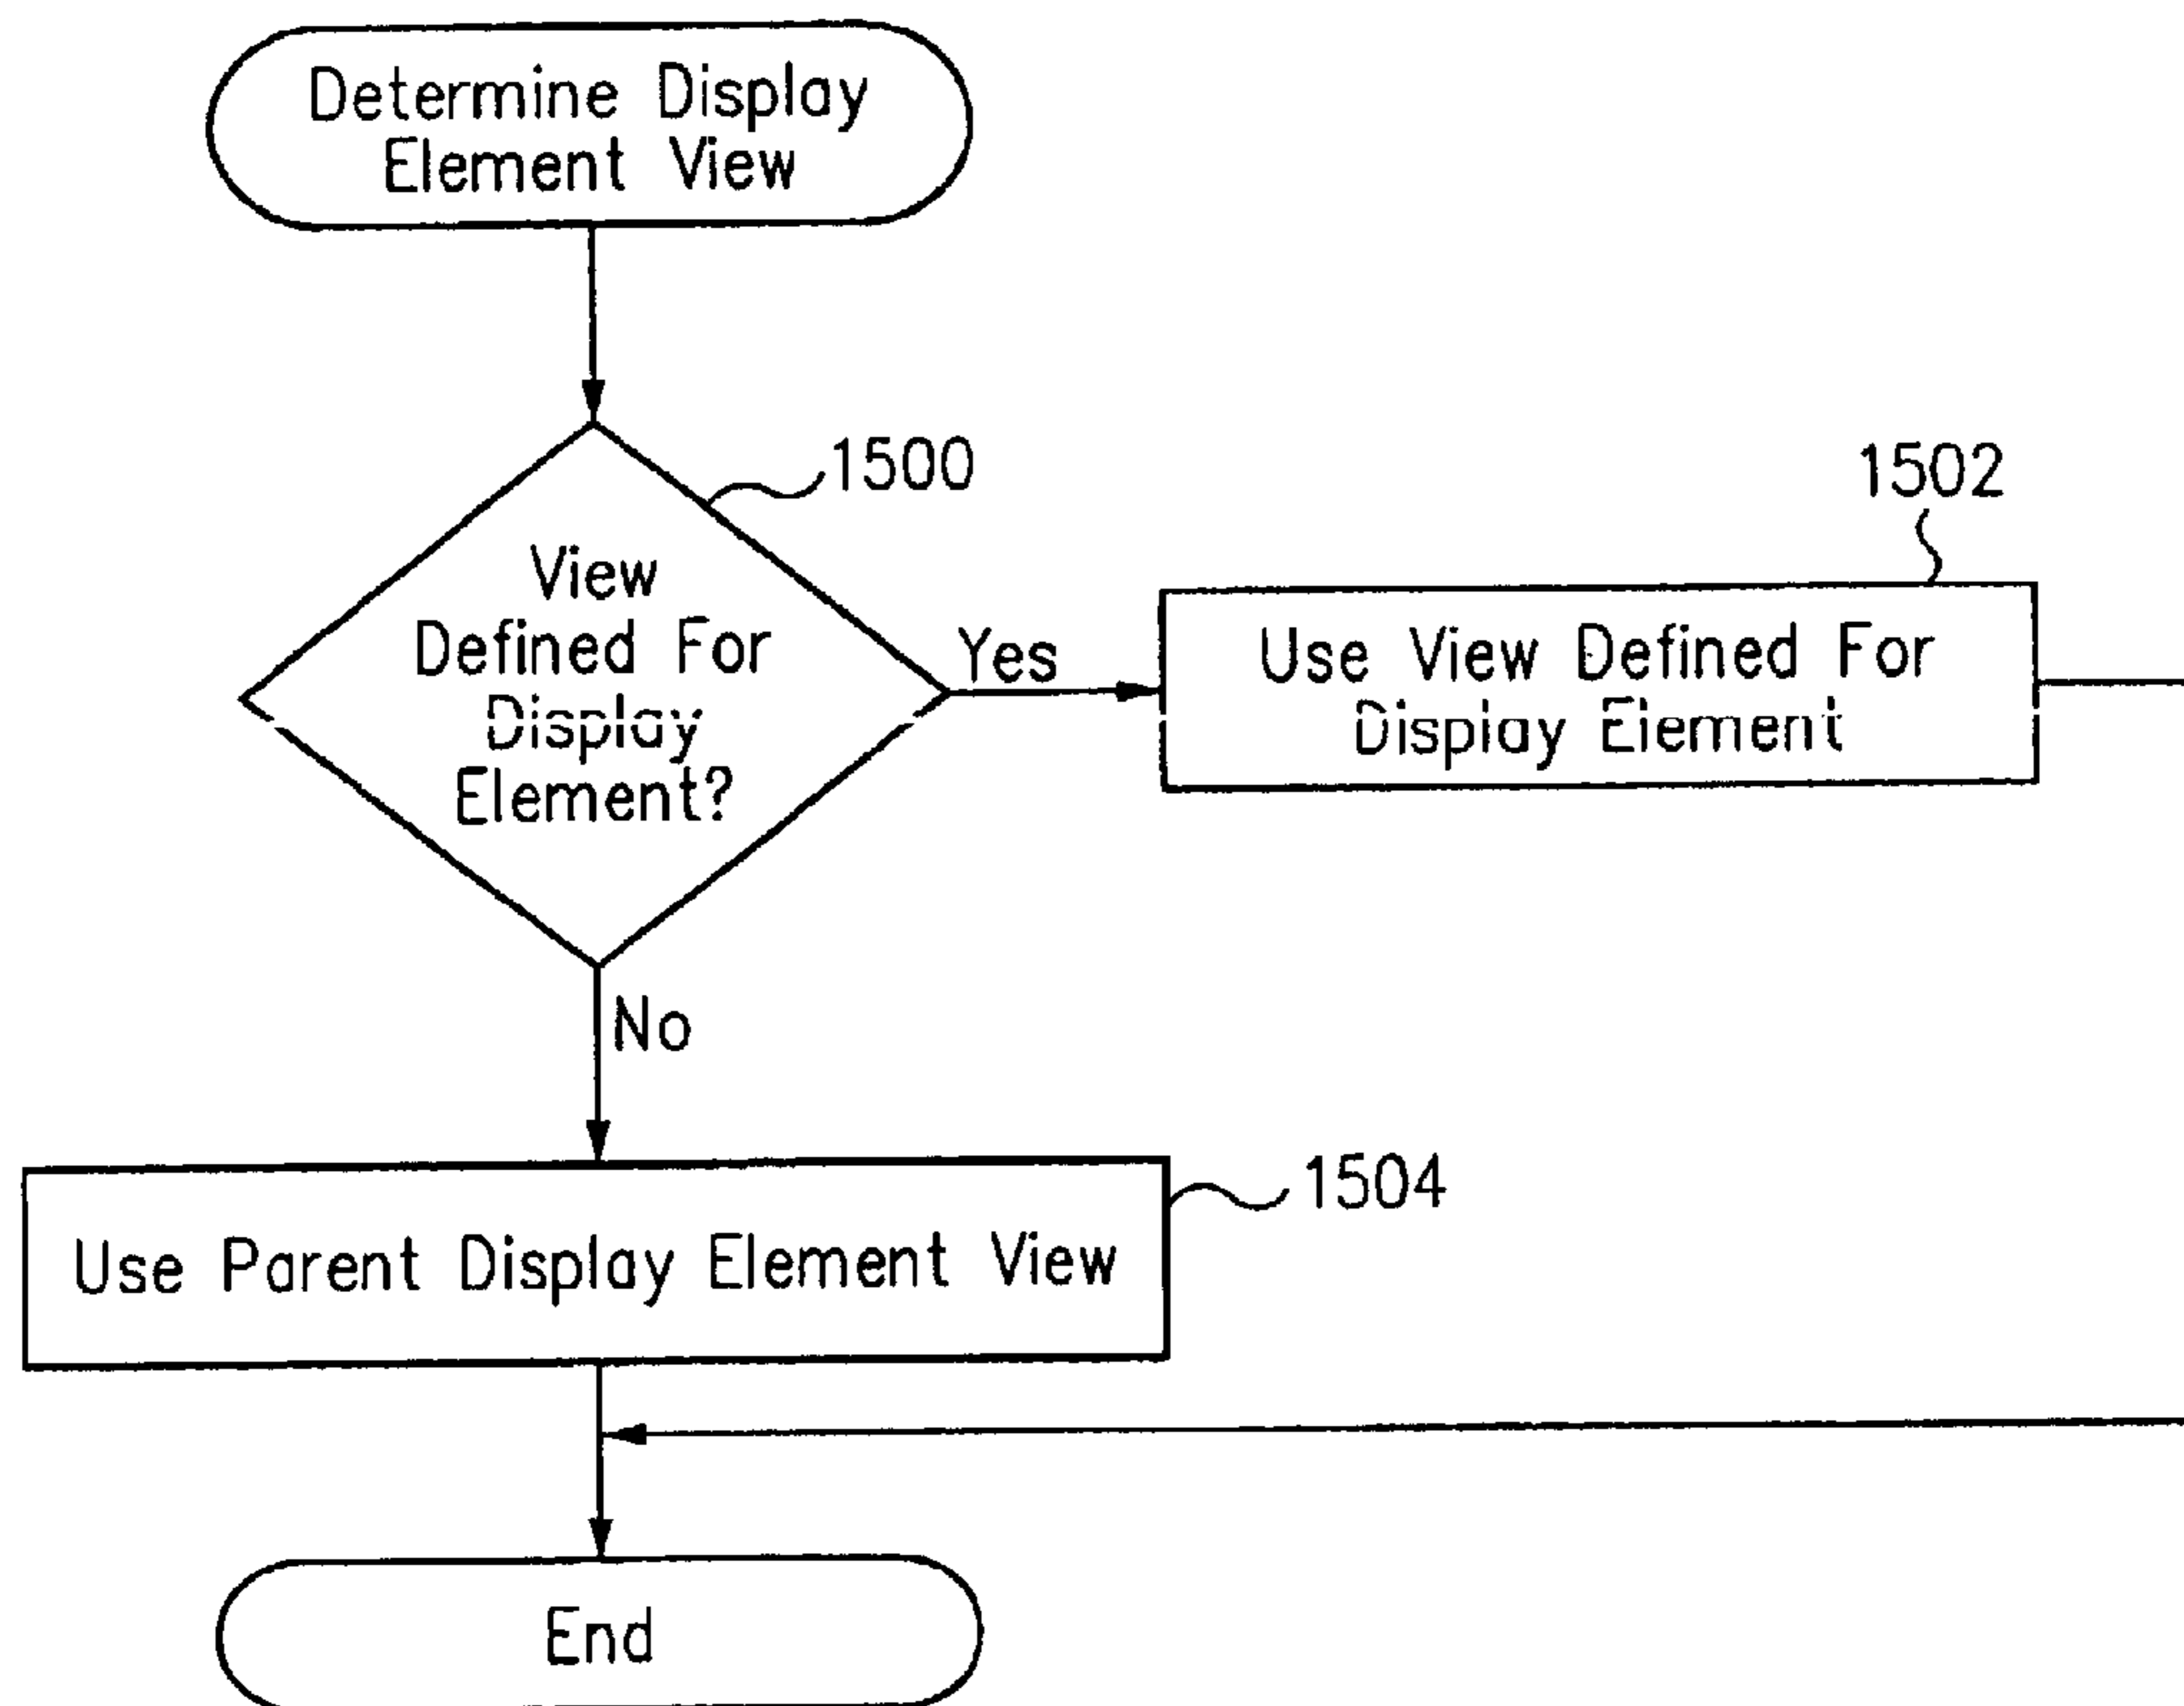 Determine Display
Element View
1500
View
Defined For
Display
Element?
Yes
1502
Use View Defined For
Display Element
No
1504
Use Parent Display Element View
End